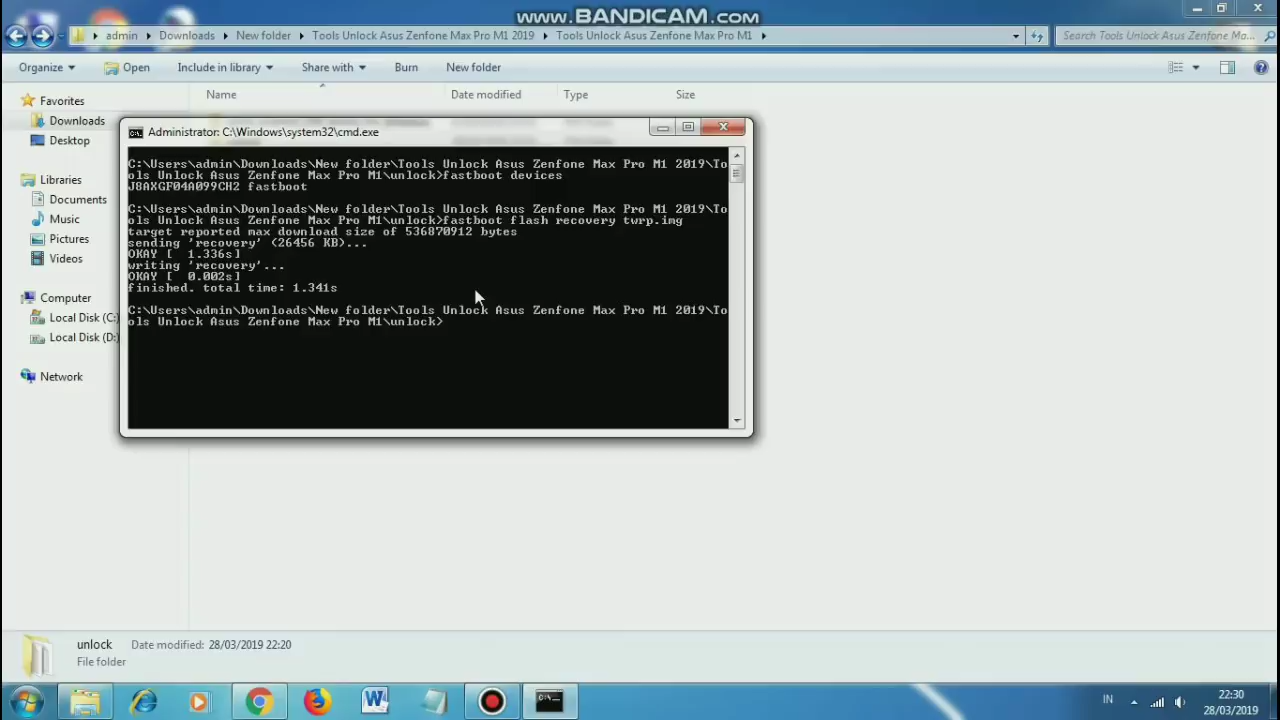 www.BANDICAM.com
admin ▸ Downloads ▸ New folder ▸ Tools Unlock Asus Zenfone Max Pro M1 2019 ▸ Tools Unlock Asus Zenfone Max Pro M1 ▸
Search Tools Unlock Asus Zenfone Ma...
Organize Open Include in library Share with Burn New folder
Name Date modified Type Size
Favorites
Downloads
Desktop
Libraries
Documents
Music
Pictures
Videos
Computer
Local Disk (C:)
Local Disk (D:)
Network
Administrator: C:\Windows\system32\cmd.exe
C:\Users\admin\Downloads\New folder\Tools Unlock Asus Zenfone Max Pro M1 2019\To
ols Unlock Asus Zenfone Max Pro M1\unlock>fastboot devices
J8AXGF04A099CH2 fastboot
C:\Users\admin\Downloads\New folder\Tools Unlock Asus Zenfone Max Pro M1 2019\To
ols Unlock Asus Zenfone Max Pro M1\unlock>fastboot flash recovery twrp.img
target reported max download size of 536870912 bytes
sending 'recovery' (26456 KB)...
OKAY [  1.336s]
writing 'recovery'...
OKAY [  0.002s]
finished. total time: 1.341s
C:\Users\admin\Downloads\New folder\Tools Unlock Asus Zenfone Max Pro M1 2019\To
ols Unlock Asus Zenfone Max Pro M1\unlock>
unlock Date modified: 28/03/2019 22:20
File folder
IN
22:30
28/03/2019